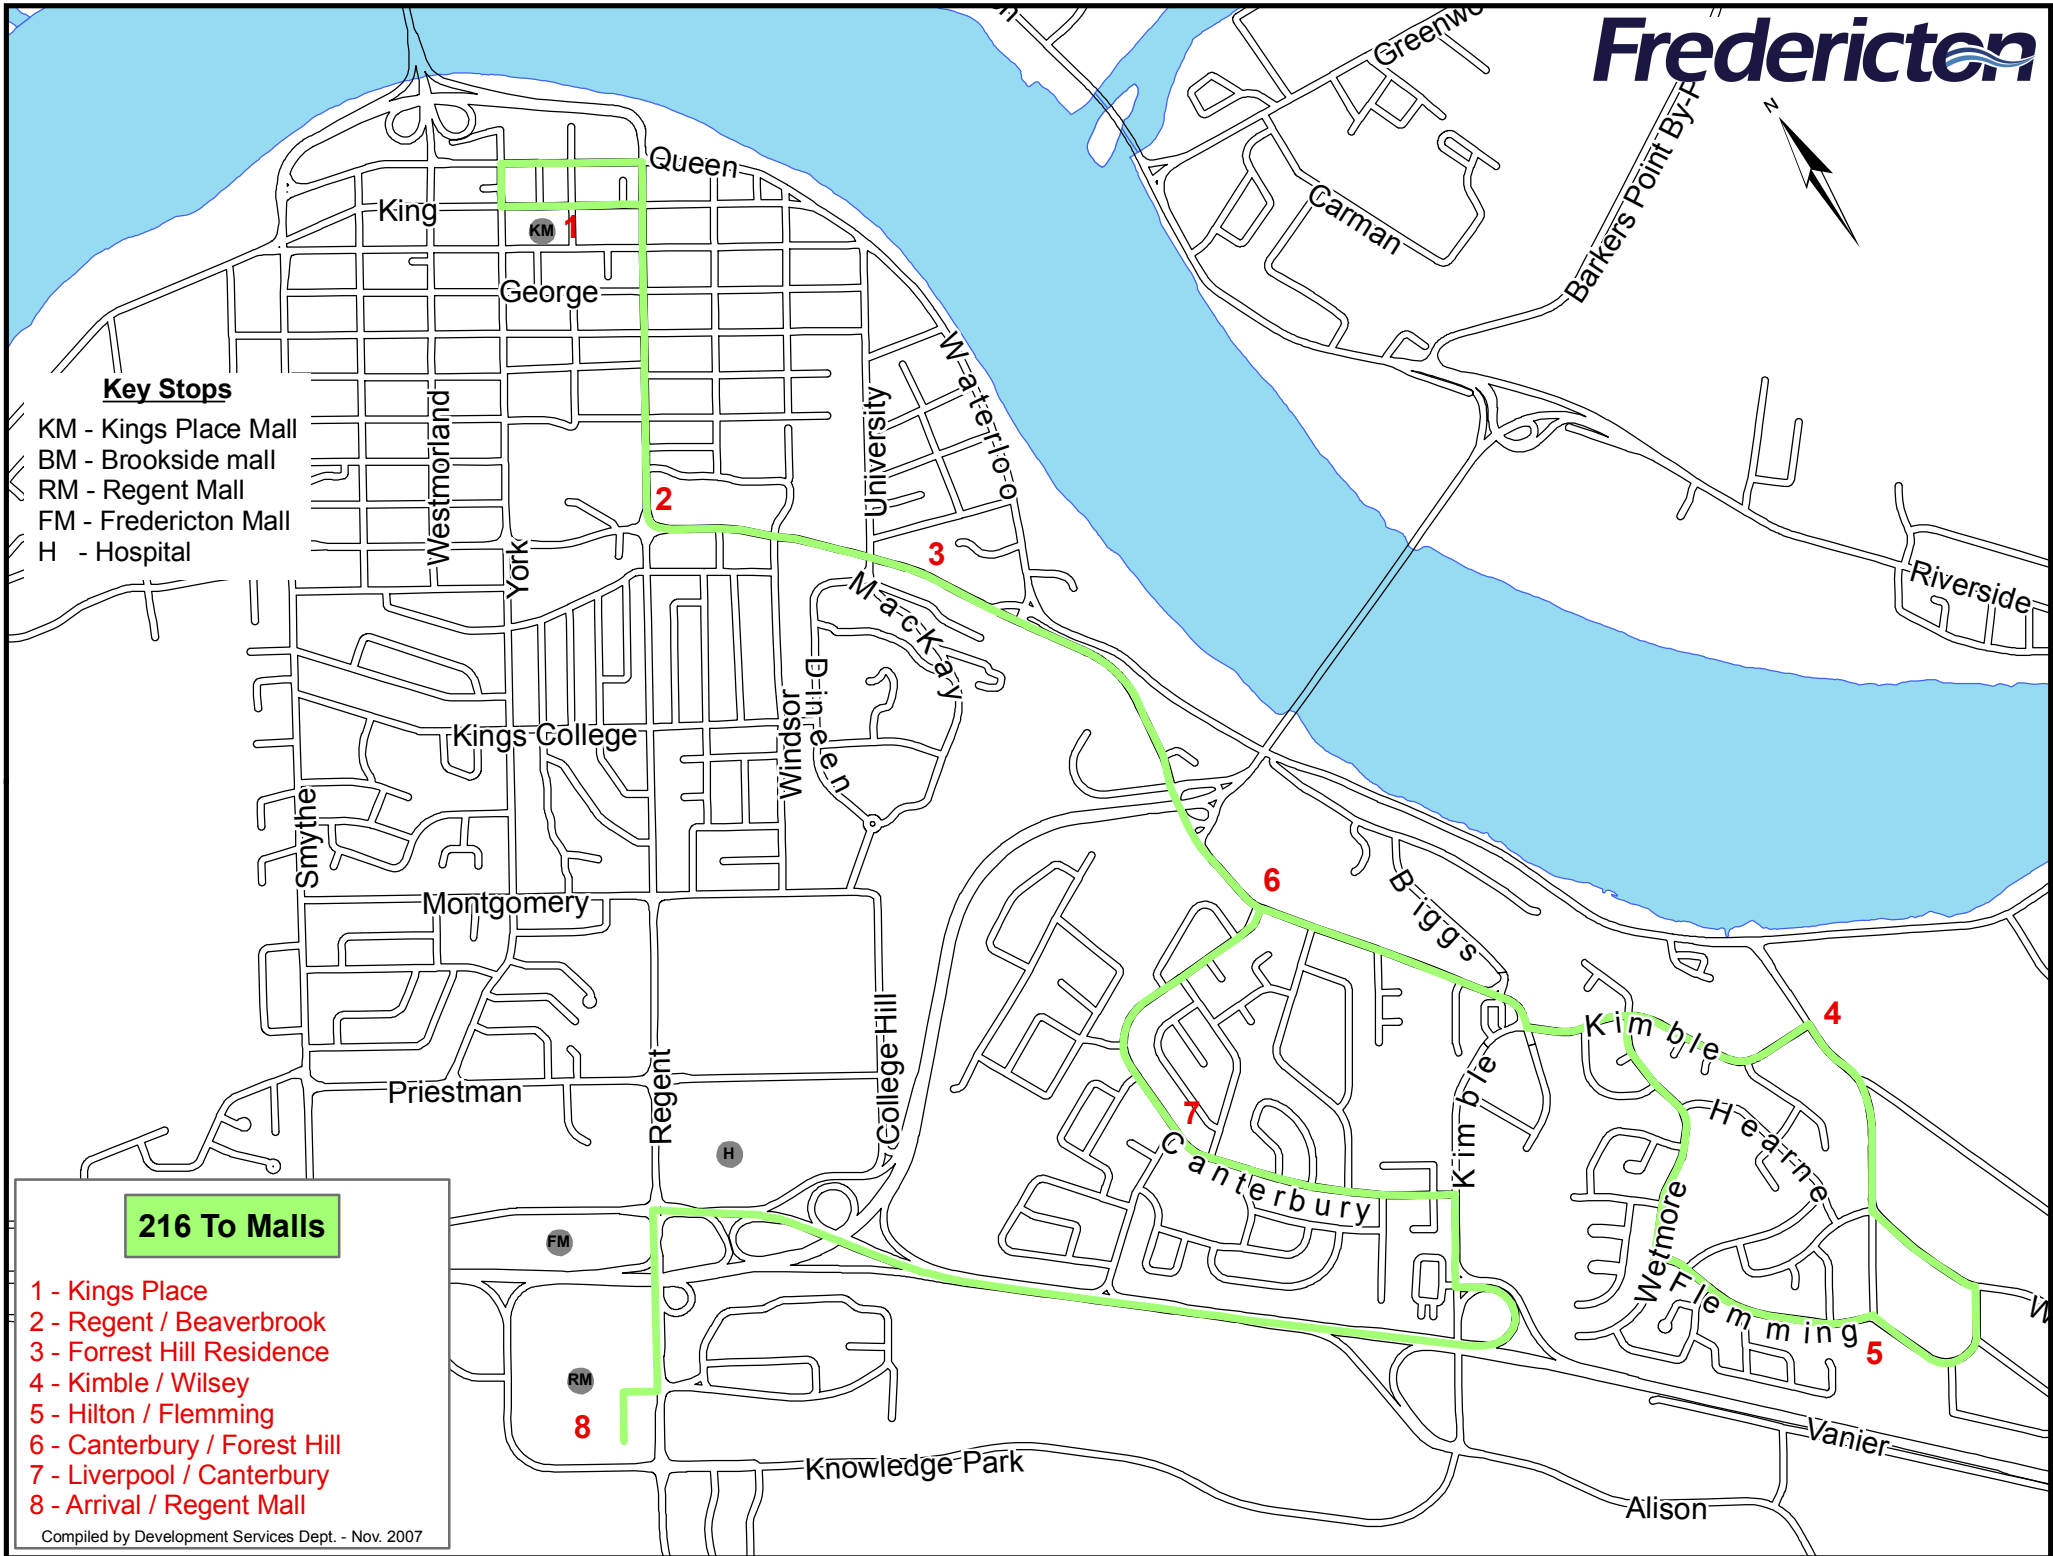 Fredericton
Greenwo
N
Barkers Point By-P
Queen
King
KM
1
Carman
George
Waterloo
Key Stops
KM - Kings Place Mall
BM - Brookside mall
RM - Regent Mall
FM - Fredericton Mall
H - Hospital
Westmorland
University
2
York
3
MacKay
Riverside
Windsor
Dineen
Kings College
Smythe
Montgomery
6
Biggs
College Hill
4
Kimble
Regent
Priestman
Kimble
7
Hearne
H
Canterbury
Wetmore
FM
Flemming
W
5
RM
8
Vanier
Knowledge Park
Alison
216 To Malls
1 - Kings Place
2 - Regent / Beaverbrook
3 - Forrest Hill Residence
4 - Kimble / Wilsey
5 - Hilton / Flemming
6 - Canterbury / Forest Hill
7 - Liverpool / Canterbury
8 - Arrival / Regent Mall
Compiled by Development Services Dept. - Nov. 2007